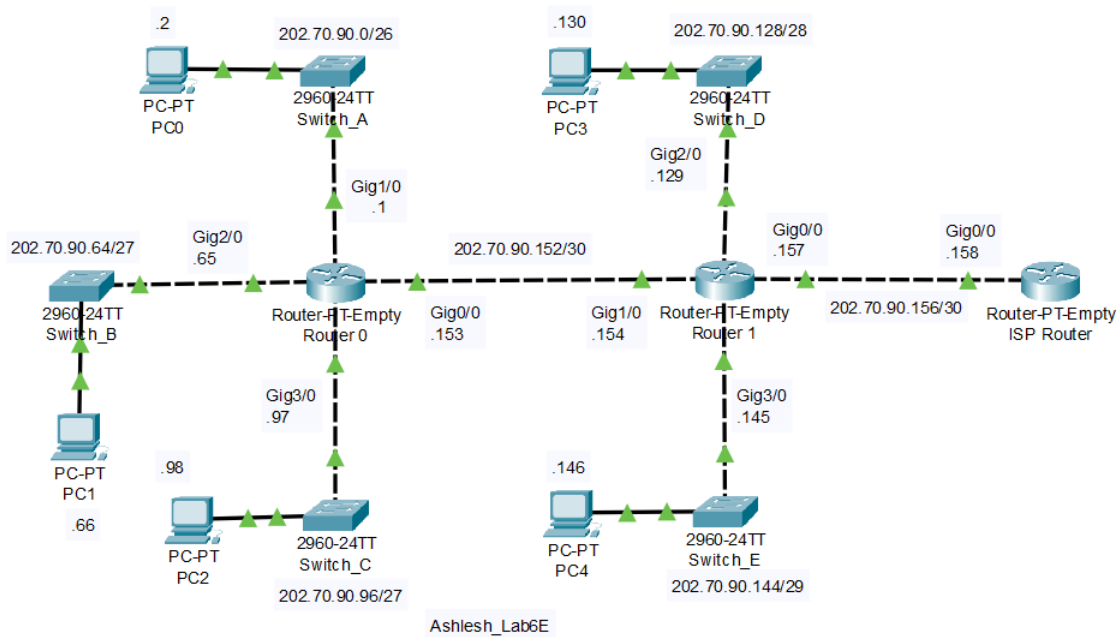 .2
202.70.90.0/26
.130
202.70.90.128/28
PC-PT
PC0
2960-24TT
Switch_A
PC-PT
PC3
2960-24TT
Switch_D
Gig1/0
.1
Gig2/0
.129
202.70.90.64/27
Gig2/0
.65
202.70.90.152/30
Gig0/0
.157
Gig0/0
.158
2960-24TT
Switch_B
Router-PT-Empty
Router 0
Gig0/0
.153
Gig1/0
.154
Router-PT-Empty
Router 1
202.70.90.156/30
Router-PT-Empty
ISP Router
Gig3/0
.97
Gig3/0
.145
PC-PT
PC1
.66
.98
PC-PT
PC2
2960-24TT
Switch_C
202.70.90.96/27
.146
PC-PT
PC4
2960-24TT
Switch_E
202.70.90.144/29
Ashlesh_Lab6E